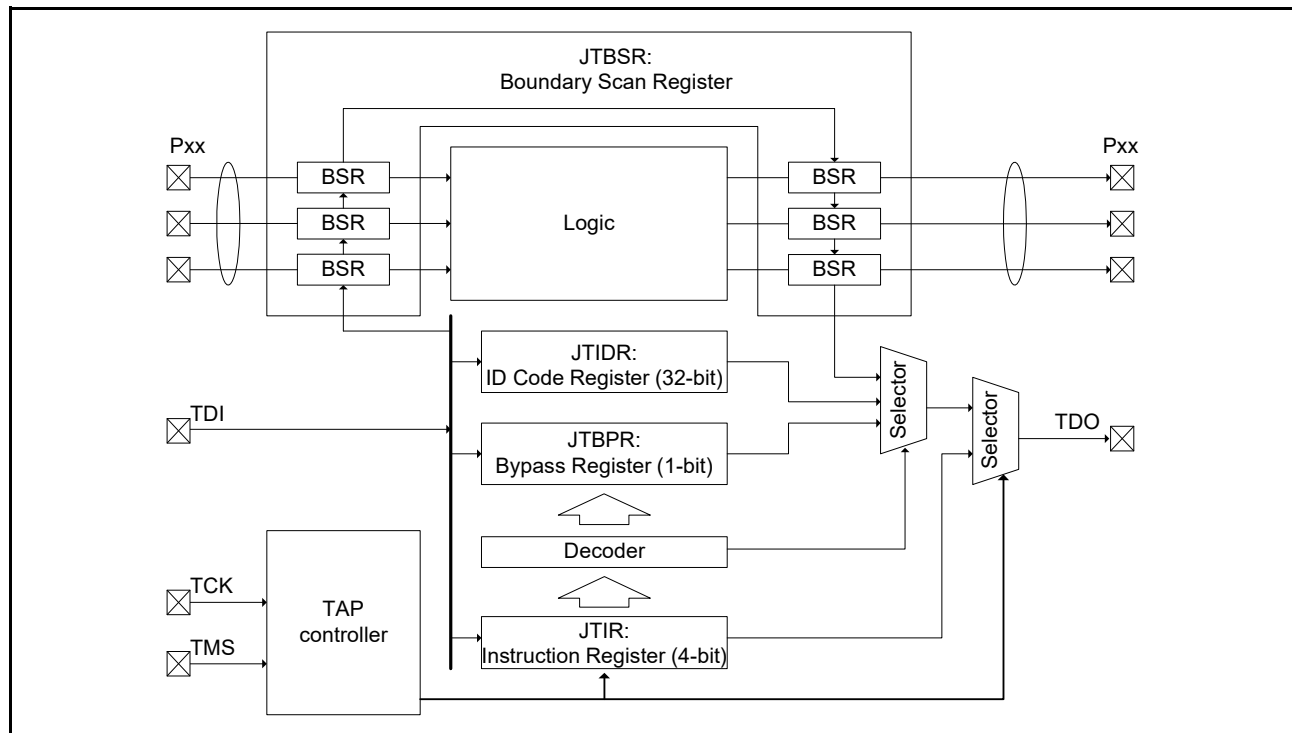 JTBSR:
Boundary Scan Register
Pxx
Pxx
BSR
BSR
BSR
BSR
BSR
BSR
Logic
JTIDR:
ID Code Register (32-bit)
Selector
Selector
TDI
TDO
JTBPR:
Bypass Register (1-bit)
Decoder
TCK
TAP
controller
TMS
JTIR:
Instruction Register (4-bit)